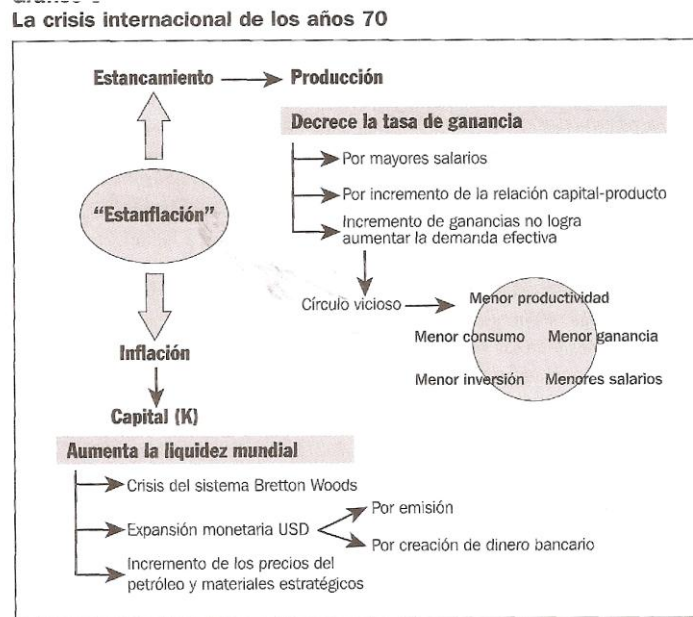 La crisis internacional de los años 70
Estancamiento
Producción
Decrece la tasa de ganancia
Por mayores salarios
Por incremento de la relación capital-producto
Incremento de ganancias no logra
aumentar la demanda efectiva
"Estanflación"
Círculo vicioso
Menor productividad
Menor consumo
Menor ganancia
Menor inversión
Menores salarios
Inflación
Capital (K)
Aumenta la liquidez mundial
Crisis del sistema Bretton Woods
Expansión monetaria USD
Por emisión
Por creación de dinero bancario
Incremento de los precios del
petróleo y materiales estratégicos